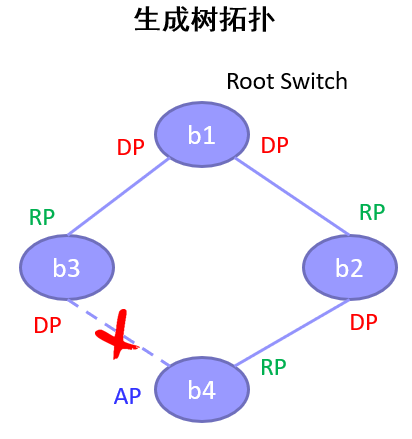 生成树拓扑
Root Switch
b1
DP
DP
RP
RP
b3
b2
DP
DP
RP
AP
b4